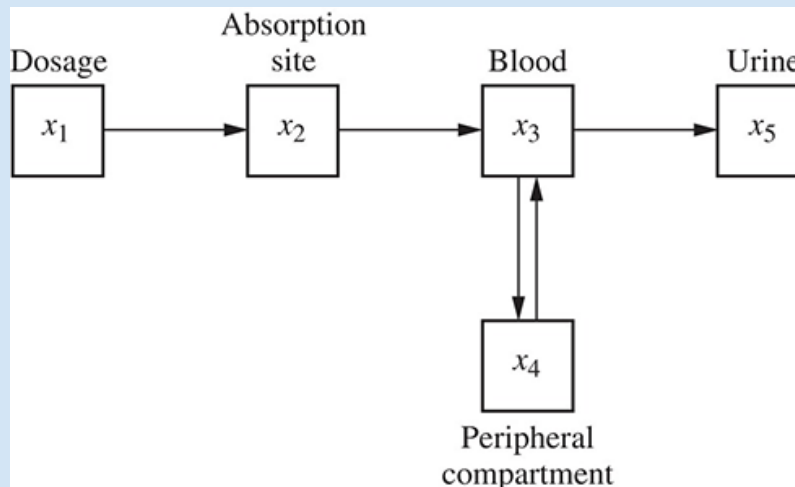 Absorption
Dosage site Blood Urine
x1 x2 x3 x5
x4
Peripheral
compartment